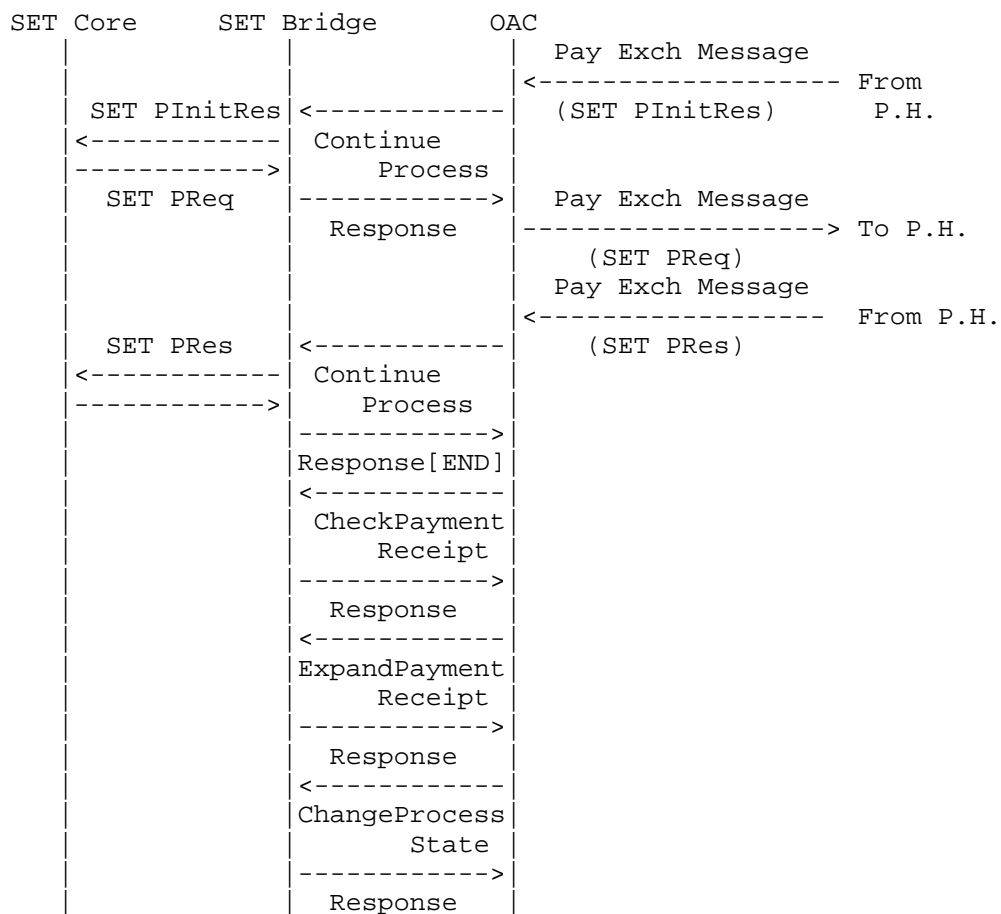 SET Core SET Bridge OAC
Pay Exch Message
<------------------- From
SET PInitRes <------------- (SET PInitRes) P.H.
<------------- Continue
------------> Process
SET PReq ------------> Pay Exch Message
Response -------------------> To P.H.
(SET PReq)
Pay Exch Message
<------------------ From P.H.
SET PRes <------------- (SET PRes)
<------------- Continue
------------> Process
------------>
Response[END]
<-------------
CheckPayment
Receipt
------------>
Response
<-------------
ExpandPayment
Receipt
------------>
Response
<-------------
ChangeProcess
State
------------>
Response